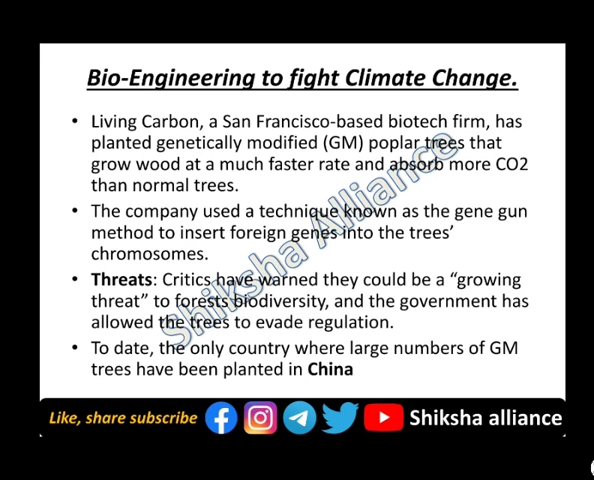 Bio-Engineering to fight Climate Change.
• Living Carbon, a San Francisco-based biotech firm, has
planted genetically modified (GM) poplar trees that
grow wood at a much faster rate and absorb more CO2
than normal trees.
• The company used a technique known as the gene gun
method to insert foreign genes into the trees’
chromosomes.
• Threats: Critics have warned they could be a “growing
threat” to forests biodiversity, and the government has
allowed the trees to evade regulation.
• To date, the only country where large numbers of GM
trees have been planted in China
Shiksha Alliance
Like, share subscribe
Shiksha alliance